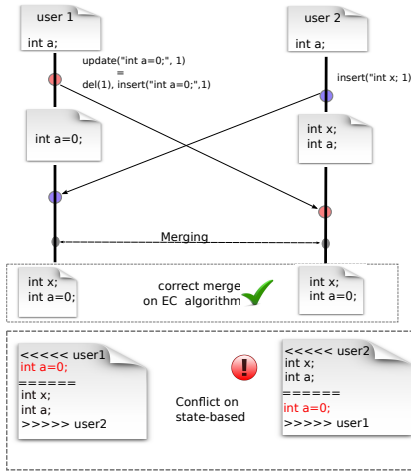 user 1
int a;
user 2
int a;
update("int a=0;", 1)
=
del(1), insert("int a=0;",1)
insert("int x; 1)
int a=0;
int x;
int a;
Merging
int x;
int a=0;
correct merge
on EC algorithm
int x;
int a=0;
<<<<< user1
int a=0;
======
int x;
int a;
>>>>> user2
Conflict on
state-based
<<<<< user2
int x;
int a;
======
int a=0;
>>>>> user1